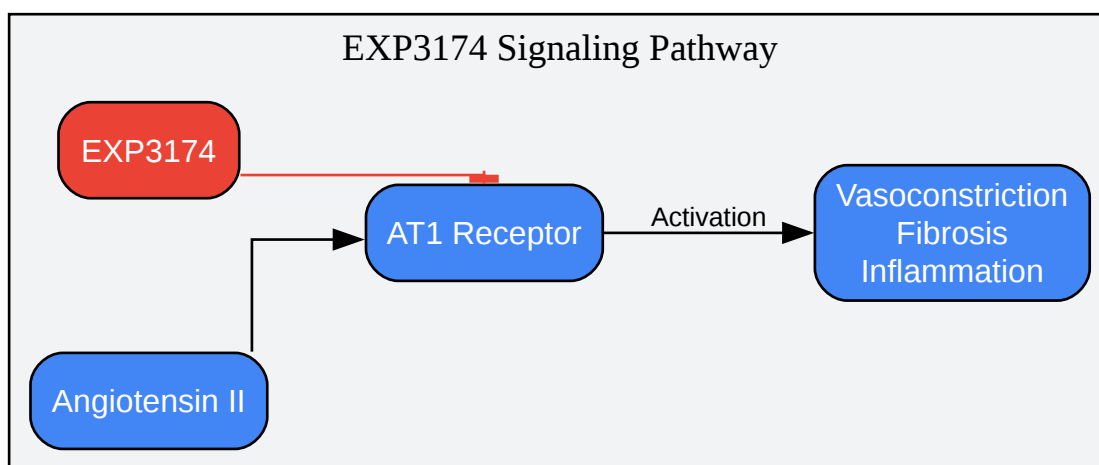 EXP3174 Signaling Pathway
EXP3174
AT1 Receptor
Activation
Vasoconstriction
Fibrosis
Inflammation
Angiotensin II